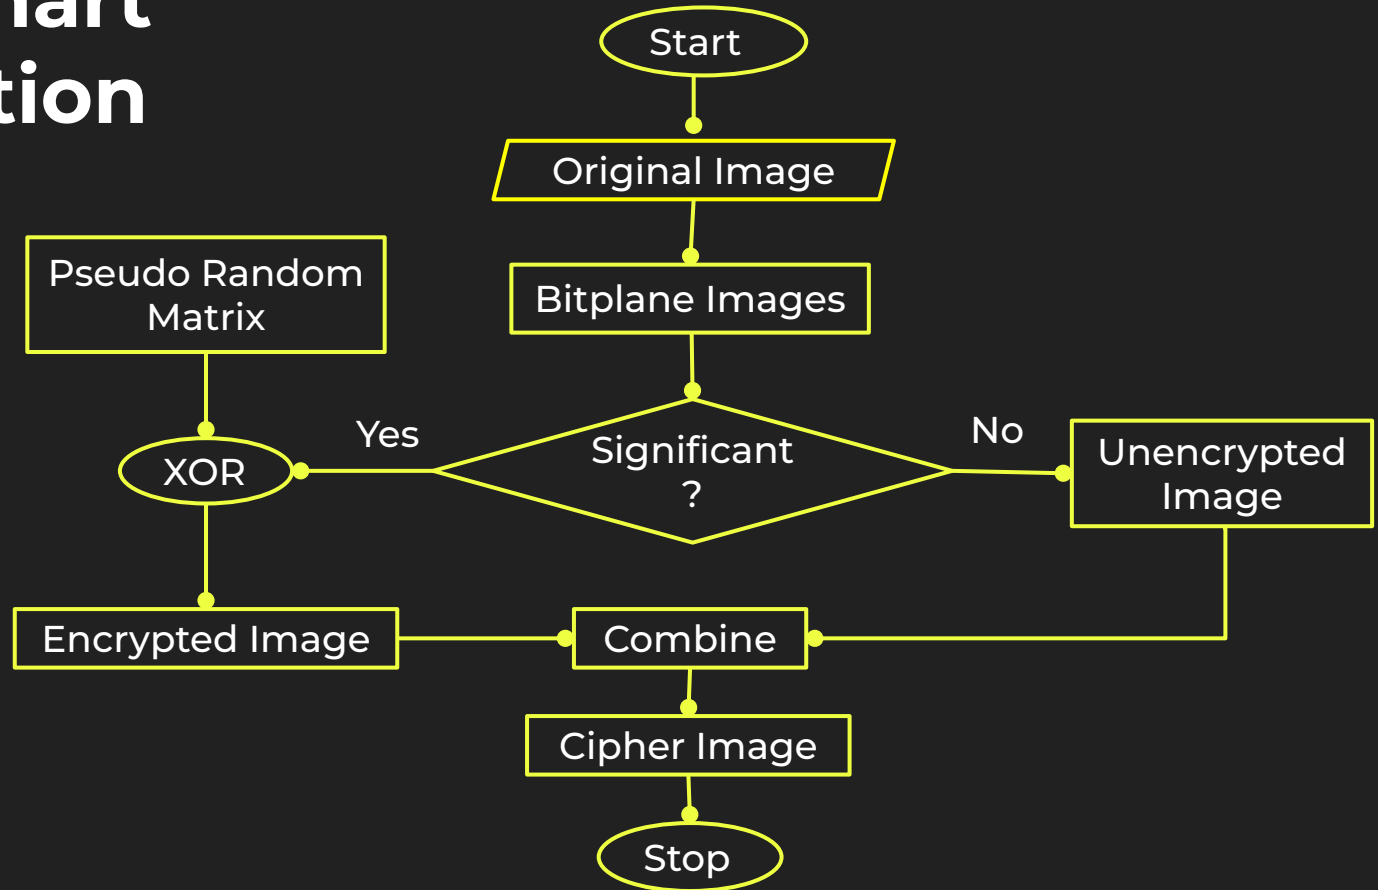 Start
Original Image
Pseudo Random
Matrix
Bitplane Images
Yes
Significant
?
No
XOR
Unencrypted
Image
Encrypted Image
Combine
Cipher Image
Stop